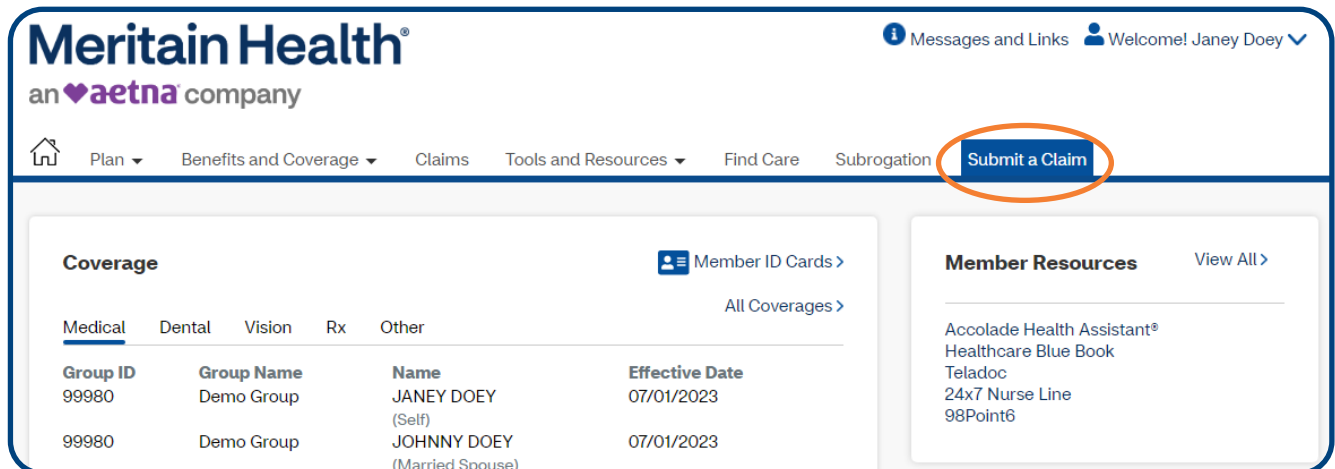 Meritain Health®
an aetna company
Messages and Links Welcome! Janey Doey
Plan Benefits and Coverage Claims Tools and Resources Find Care Subrogation Submit a Claim
Coverage
Member ID Cards >
All Coverages >
Medical Dental Vision Rx Other
Group ID Group Name Name Effective Date
99980 Demo Group JANEY DOEY 07/01/2023
(Self)
99980 Demo Group JOHNNY DOEY 07/01/2023
(Married Spouse)
Member Resources View All >
Accolade Health Assistant®
Healthcare Blue Book
Teladoc
24x7 Nurse Line
98Point6